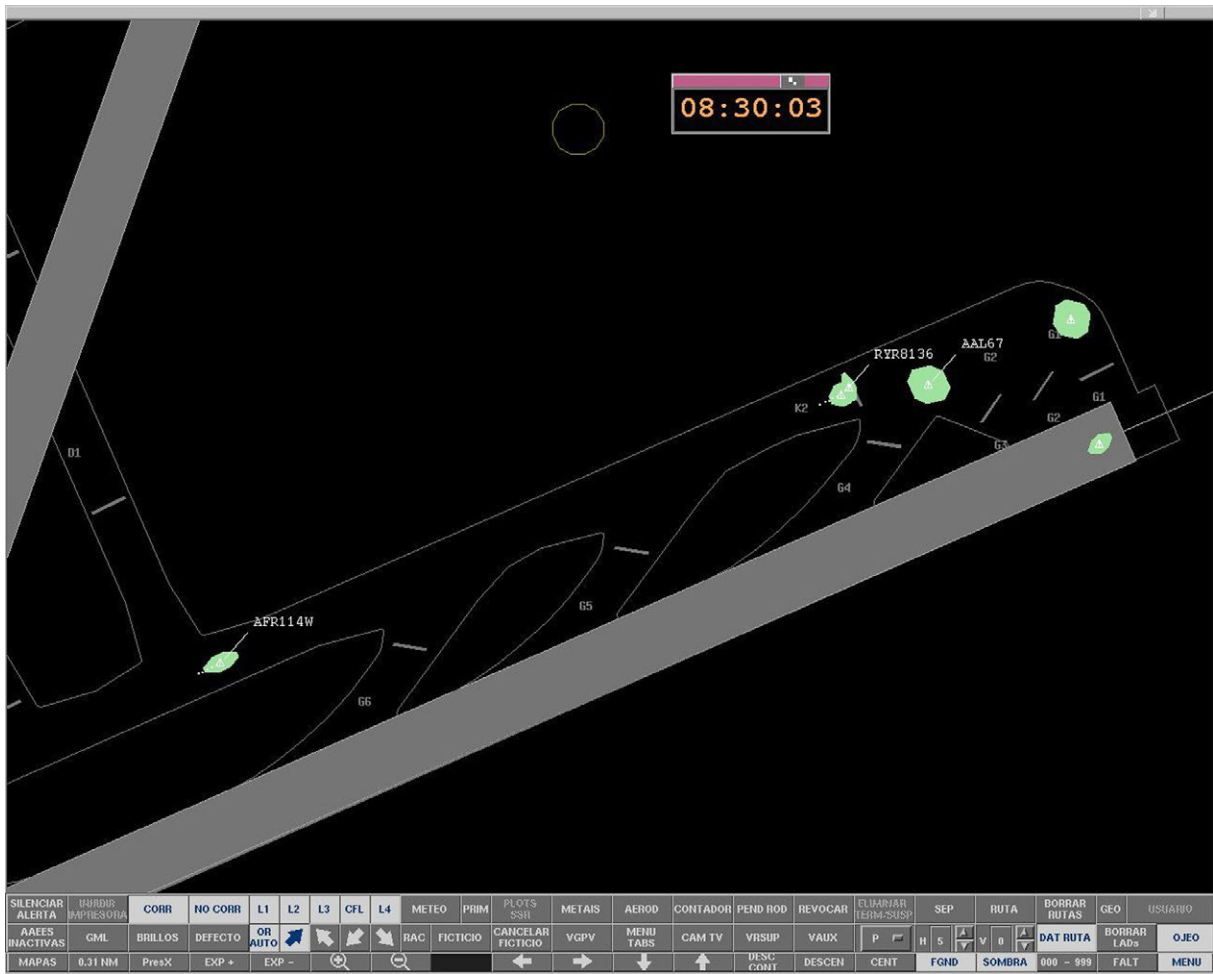 08:30:03
G1
AAL67
G2
RYR8136
G1
K2
G2
G3
D1
G4
G5
AFR114W
G6
SILENCIAR ALERTA IMPRESORA CORR NO CORR L1 L2 L3 CFL L4 METEO PRIM PLOTS SSR METAIS AEROD CONTADOR PEND ROD REVOCAR ELIMINAR TERM-SUSP SEP RUTA BORRAR RUTAS GEO USUARIO
AAEES INACTIVAS GML BRILLOS DEFECTO OR AUTO RAC FICTICIO CANCELAR FICTICIO VGPV MENU TABS CAM TV VRSUP VAUX P H 5 V 0 DAT RUTA BORRAR LADs OJEO
MAPAS 0.31 NM PresX EXP + EXP - DESC CONT DESCEN CENT FGND SOMBRA 000 - 999 FALT MENU